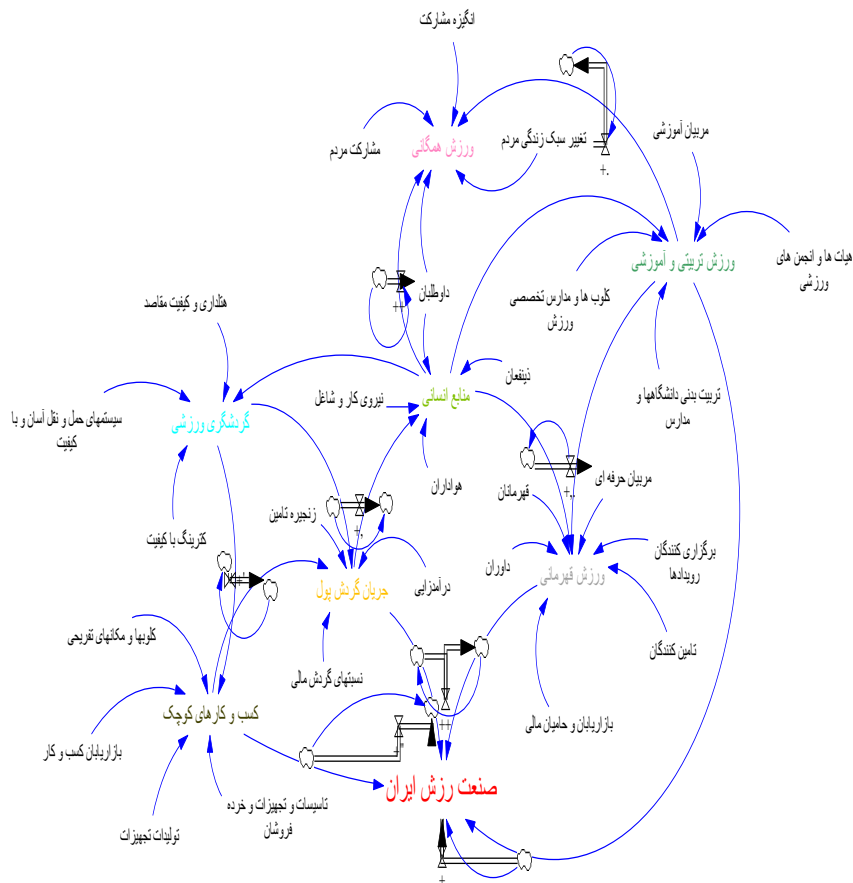 انگیزه مشارکت
مشارکت مردم
ورزش همگانی
تغییر سبک زندگی مردم
+.
مربیان آموزشی
ورزش تربیتی و آموزشی
هیات ها و انجمن های
ورزشی
داوطلبان
++
کلوب ها و مدارس تخصصی
ورزش
هتلداری و کیفیت مقاصد
ذینفعان
تربیت بدنی دانشگاهها و
مدارس
سیستمهای حمل و نقل آسان و با
کیفیت
گردشگری ورزشی
نیروی کار و شاغل
منابع انسانی
هواداران
قهرمانان
+..
مربیان حرفه ای
کترینگ با کیفیت
زنجیره تامین
+,
داوران
ورزش قهرمانی
برگزاری کنندگان
رویدادها
+'
جریان گردش پول
درآمدزایی
کلوبها و مکانهای تفریحی
نسبتهای گردش مالی
تامین کنندگان
کسب و کارهای کوچک
++
بازاریابان و حامیان مالی
بازاریابان کسب و کار
+"
صنعت رزش ایران
تولیدات تجهیزات
تاسیسات و تجهیزات و خرده
فروشان
+